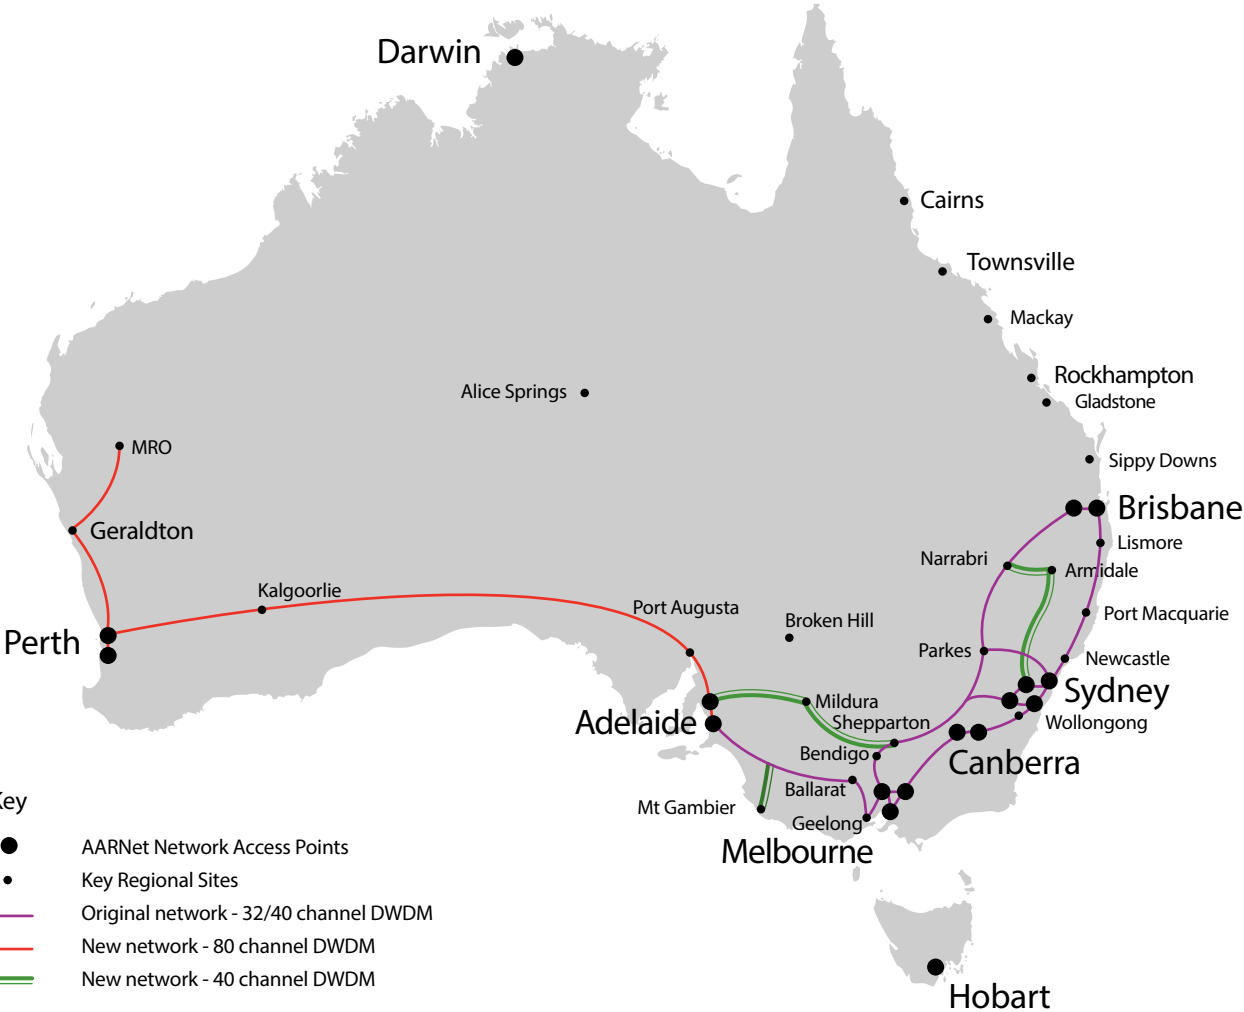 Darwin
Cairns
Townsville
Mackay
Rockhampton
Alice Springs
Gladstone
MRO
Sippy Downs
Brisbane
Geraldton
Lismore
Narrabri
Armidale
Kalgoorlie
Port Augusta
Port Macquarie
Broken Hill
Perth
Parkes
Newcastle
Sydney
Mildura
Adelaide
Shepparton
Wollongong
Bendigo
Canberra
Ballarat
Mt Gambier
Geelong
Melbourne
Key
AARNet Network Access Points
Key Regional Sites
Original network - 32/40 channel DWDM
New network - 80 channel DWDM
New network - 40 channel DWDM
Hobart